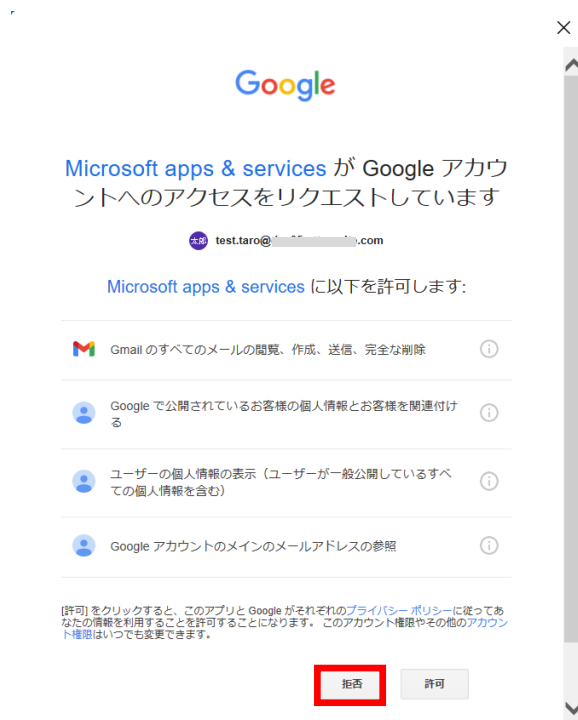 Google
Microsoft apps & services が Google アカウ
ントへのアクセスをリクエストしています
太郎 test.taro@ .com
Microsoft apps & services に以下を許可します:
Gmail のすべてのメールの閲覧、作成、送信、完全な削除
Google で公開されているお客様の個人情報とお客様を関連付け
る
ユーザーの個人情報の表示（ユーザーが一般公開しているすべ
ての個人情報を含む）
Google アカウントのメインのメールアドレスの参照
[許可] をクリックすると、このアプリと Google がそれぞれのプライバシー ポリシーに従ってあ
なたの情報を利用することを許可することになります。 このアカウント権限やその他のアカウン
ト権限はいつでも変更できます。
拒否 許可